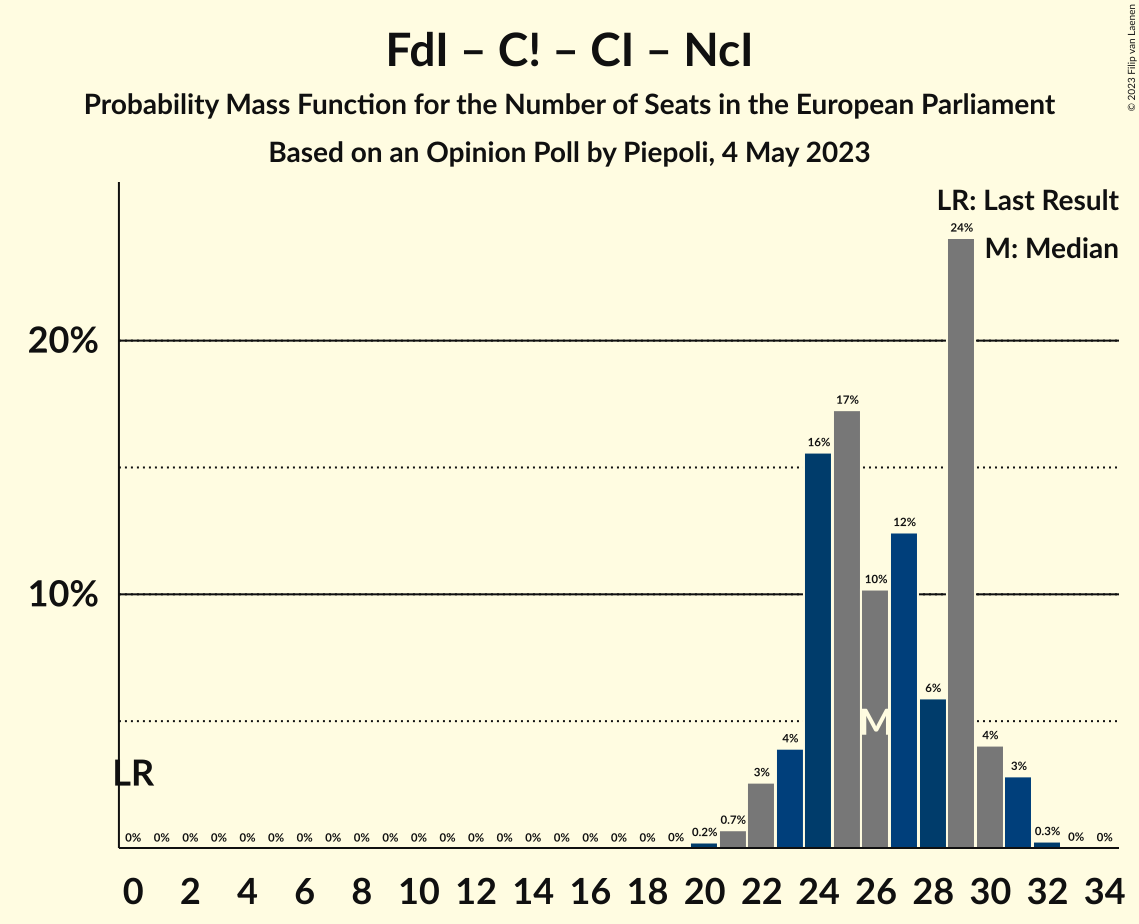 FdI – C! – CI – NcI
Probability Mass Function for the Number of Seats in the European Parliament
Based on an Opinion Poll by Piepoli, 4 May 2023
© 2023 Filip van Laenen
LR: Last Result
M: Median
24%
20%
17%
16%
12%
10%
10%
6%
M
4%
4%
LR
3%
3%
0% 0% 0% 0% 0% 0% 0% 0% 0% 0% 0% 0% 0% 0% 0% 0% 0% 0% 0% 0% 0.2% 0.7% 0.3% 0% 0%
0 2 4 6 8 10 12 14 16 18 20 22 24 26 28 30 32 34